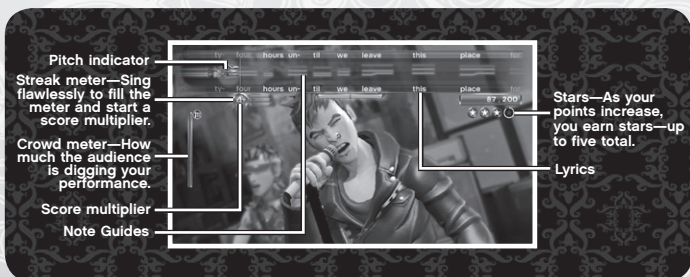 ty- four hours un- til we leave this place for
Pitch indicator
Streak meter—Sing
flawlessly to fill the
meter and start a
score multiplier.
Crowd meter—How
much the audience
is digging your
performance.
Score multiplier
Note Guides
ty- four hours un- til we leave this place for
87 200
Stars—As your
points increase,
you earn stars—up
to five total.
Lyrics